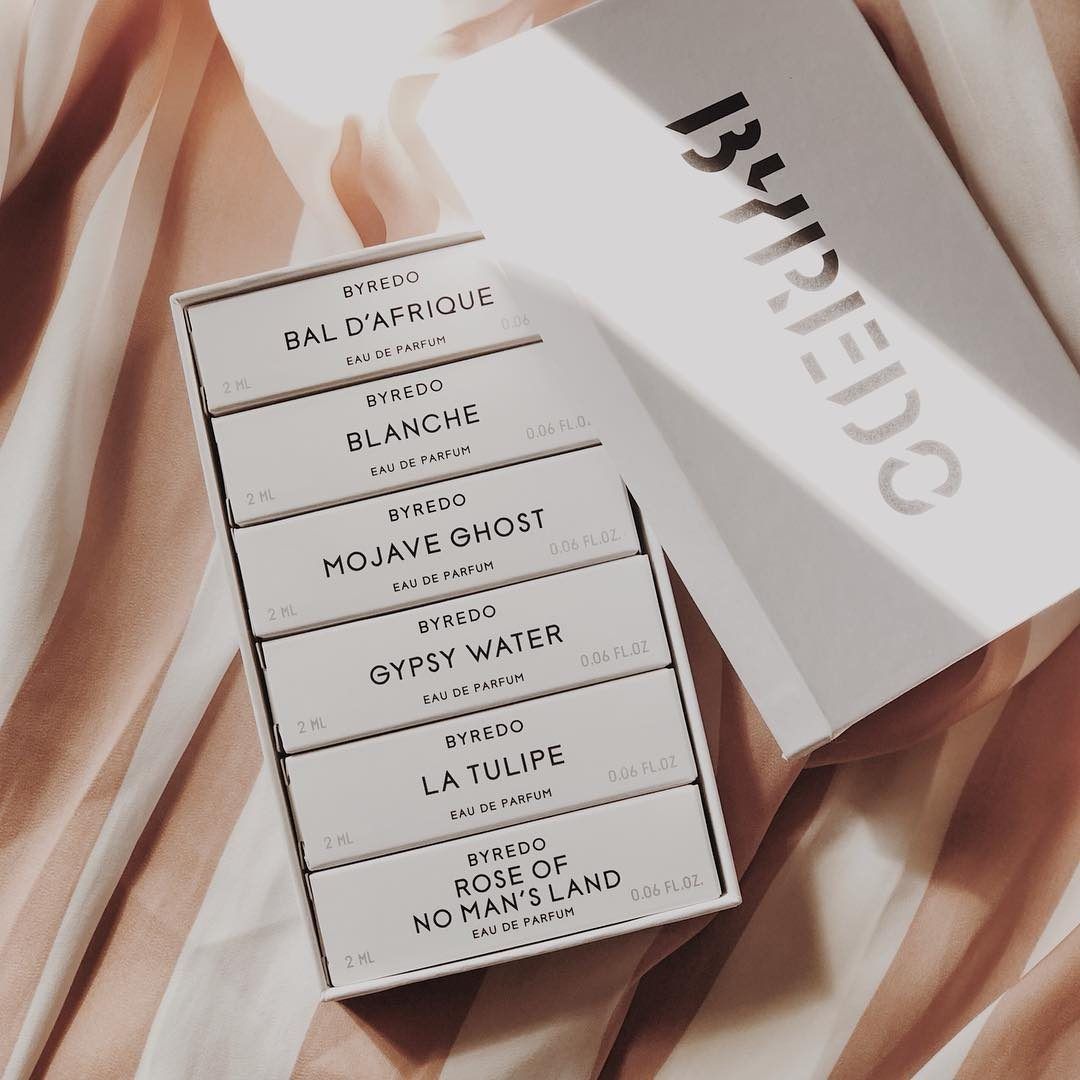 BYREDO
BYREDO
BAL D'AFRIQUE
EAU DE PARFUM
2 ML
0.06
BYREDO
BLANCHE
EAU DE PARFUM
2 ML
0.06 FL.O
BYREDO
MOJAVE GHOST
EAU DE PARFUM
2 ML
0.06 FL.OZ.
BYREDO
GYPSY WATER
EAU DE PARFUM
2 ML
0.06 FL.OZ
BYREDO
LA TULIPE
EAU DE PARFUM
2 ML
0.06 FL.OZ
BYREDO
ROSE OF
NO MAN'S LAND
EAU DE PARFUM
2 ML
0.06 FL.OZ.